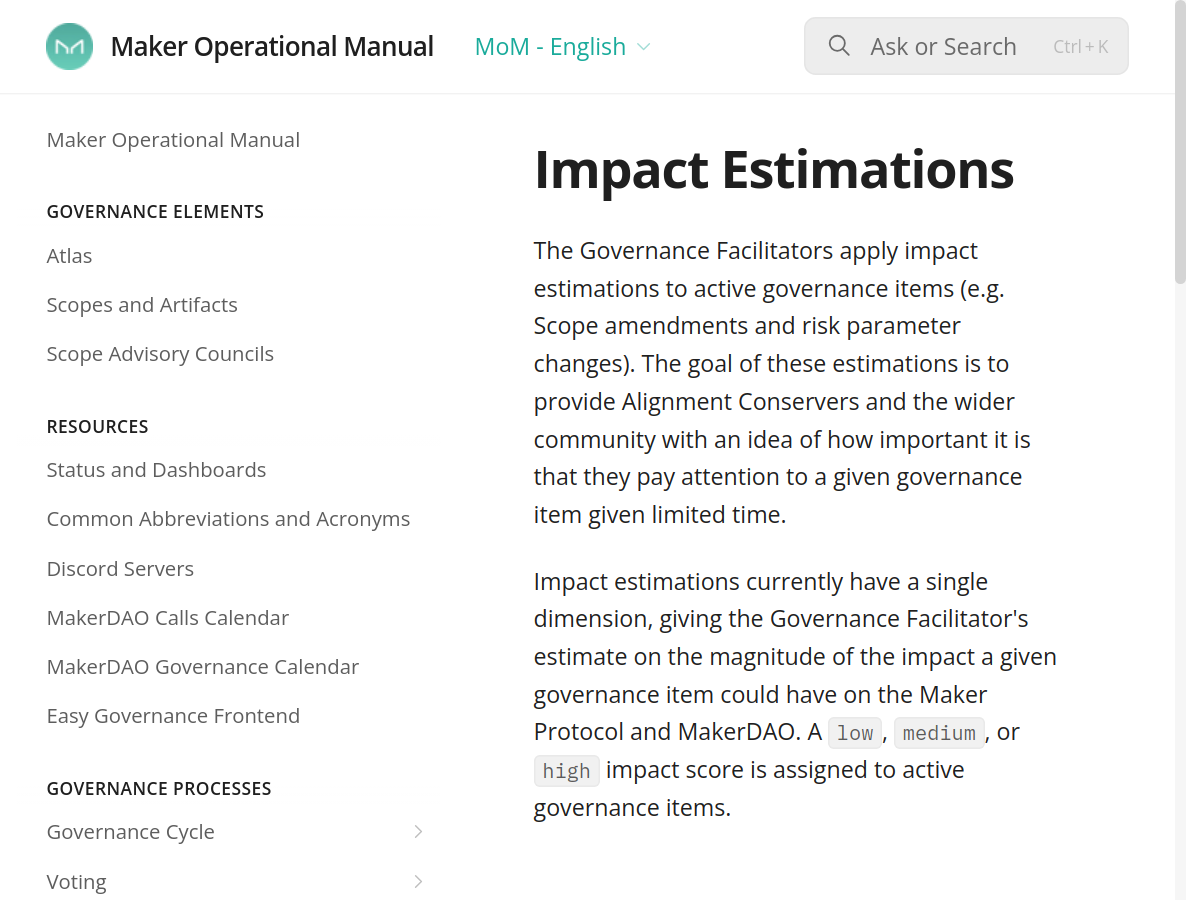 Maker Operational Manual
MoM - English
Ask or Search
Ctrl + K
Maker Operational Manual
GOVERNANCE ELEMENTS
Atlas
Scopes and Artifacts
Scope Advisory Councils
RESOURCES
Status and Dashboards
Common Abbreviations and Acronyms
Discord Servers
MakerDAO Calls Calendar
MakerDAO Governance Calendar
Easy Governance Frontend
GOVERNANCE PROCESSES
Governance Cycle
Voting
Impact Estimations
The Governance Facilitators apply impact
estimations to active governance items (e.g.
Scope amendments and risk parameter
changes). The goal of these estimations is to
provide Alignment Conservers and the wider
community with an idea of how important it is
that they pay attention to a given governance
item given limited time.
Impact estimations currently have a single
dimension, giving the Governance Facilitator's
estimate on the magnitude of the impact a given
governance item could have on the Maker
Protocol and MakerDAO. A low, medium, or
high impact score is assigned to active
governance items.